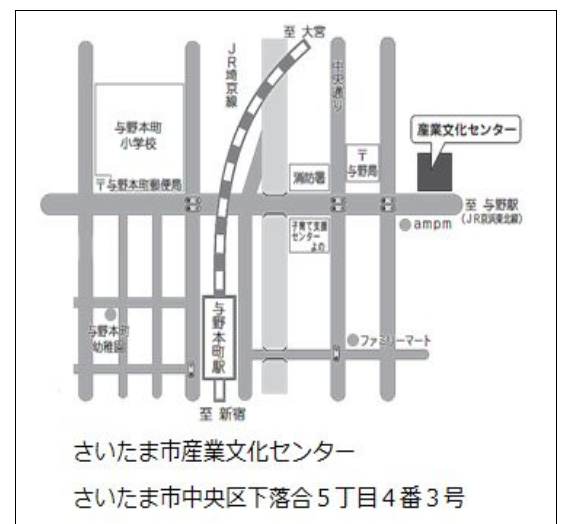 至 大宮
JR埼京線
中央通り
与野本町
小学校
産業文化センター
〒
与野局
消防署
〒与野本町郵便局
至 与野駅
(JR京浜東北線)
ampm
子育て支援
センター
よの
与野本町駅
与野本町
幼稚園
ファミリーマート
至 新宿
さいたま市産業文化センター
さいたま市中央区下落合5丁目4番3号